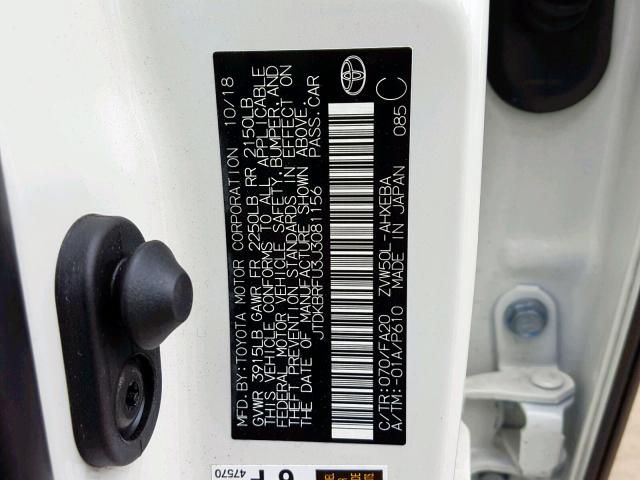 MFD. BY: TOYOTA MOTOR CORPORATION 10/18
GVWR 3915LB GAWR FR 2250LB RR 2150LB
THIS VEHICLE CONFORMS TO ALL APPLICABLE
FEDERAL MOTOR VEHICLE SAFETY, BUMPER, AND
THEFT PREVENTION STANDARDS IN EFFECT ON
THE DATE OF MANUFACTURE SHOWN ABOVE.
JTDKBRFU3J3081156 PASS. CAR
C/TR: 070/FA20 ZVW50L-AHXEBA 085 C
A/TM: -01A/P610 MADE IN JAPAN
47570